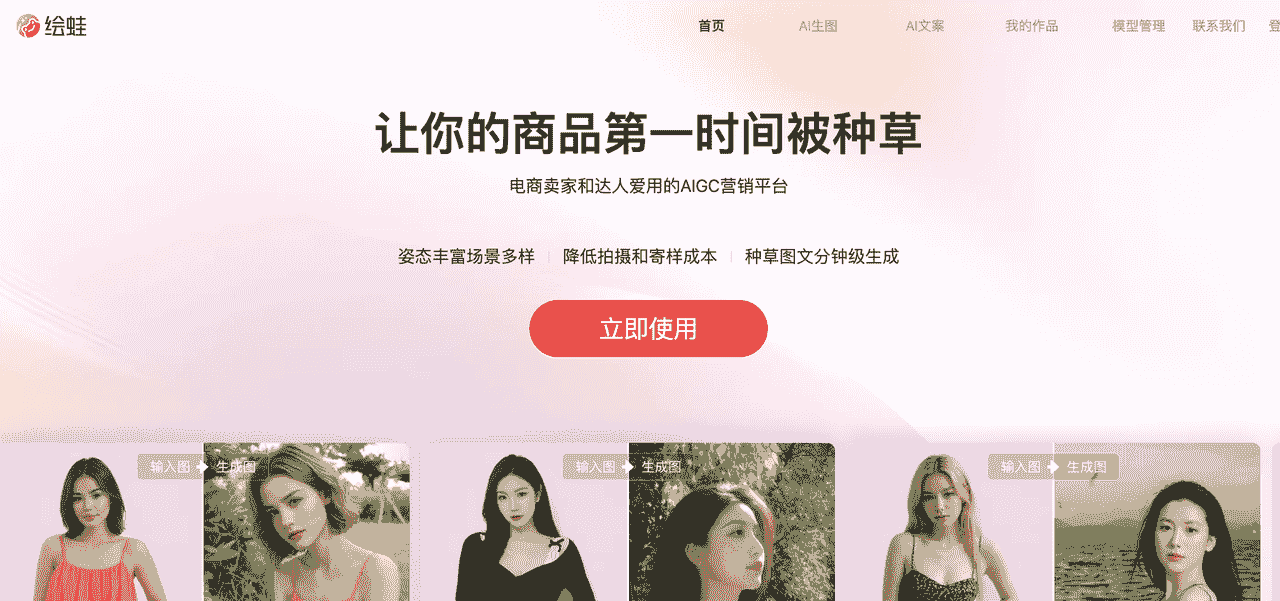 绘蛙
首页 AI生图 AI文案 我的作品 模型管理 联系我们 登
让你的商品第一时间被种草
电商卖家和达人爱用的AIGC营销平台
姿态丰富场景多样 降低拍摄和寄样成本 种草图文分钟级生成
立即使用
输入图 生成图 输入图 生成图 输入图 生成图